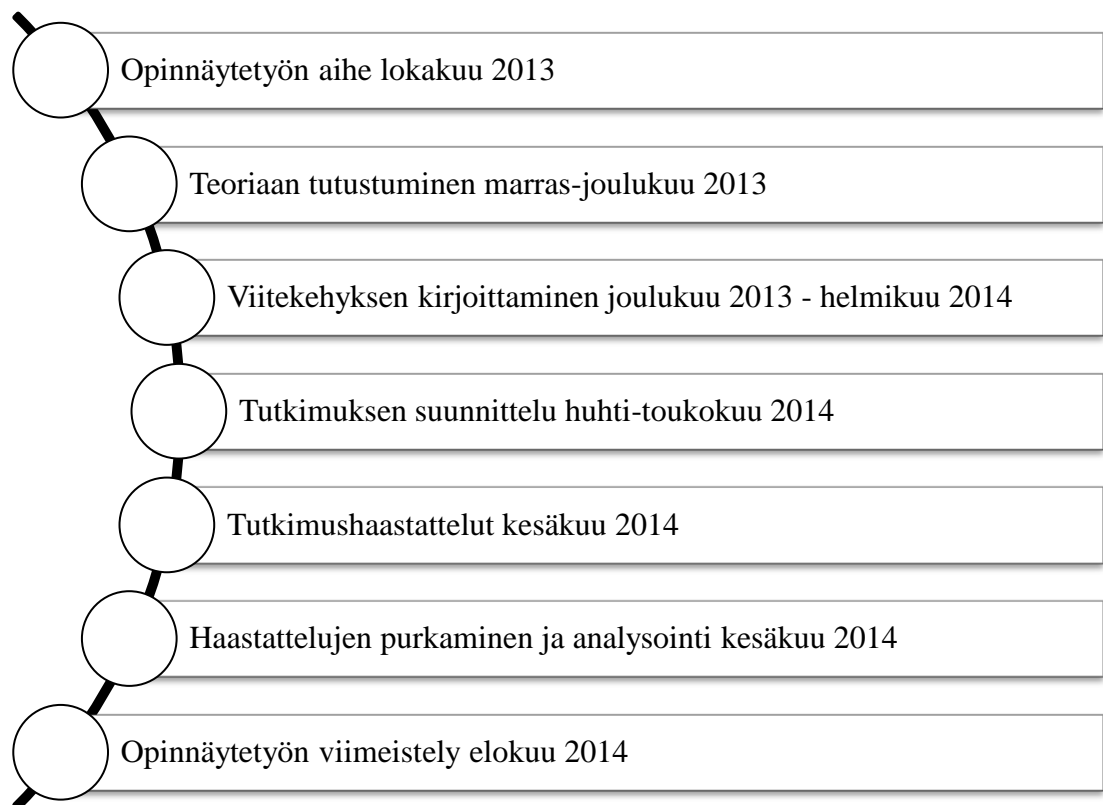 Opinnäytetyön aihe lokakuu 2013
Teoriaan tutustuminen marras-joulukuu 2013
Viitekehyksen kirjoittaminen joulukuu 2013 - helmikuu 2014
Tutkimuksen suunnittelu huhti-toukokuu 2014
Tutkimushaastattelut kesäkuu 2014
Haastattelujen purkaminen ja analysointi kesäkuu 2014
Opinnäytetyön viimeistely elokuu 2014